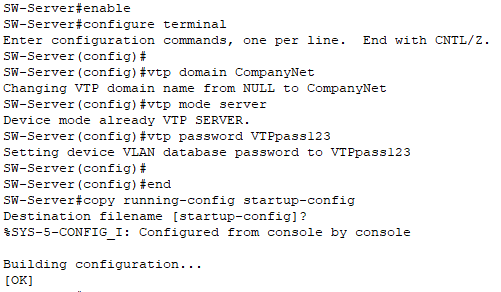 SW-Server#enable
SW-Server#configure terminal
Enter configuration commands, one per line.  End with CNTL/Z.
SW-Server(config)#
SW-Server(config)#vtp domain CompanyNet
Changing VTP domain name from NULL to CompanyNet
SW-Server(config)#vtp mode server
Device mode already VTP SERVER.
SW-Server(config)#vtp password VTPpass123
Setting device VLAN database password to VTPpass123
SW-Server(config)#
SW-Server(config)#end
SW-Server#copy running-config startup-config
Destination filename [startup-config]?
%SYS-5-CONFIG_I: Configured from console by console

Building configuration...
[OK]